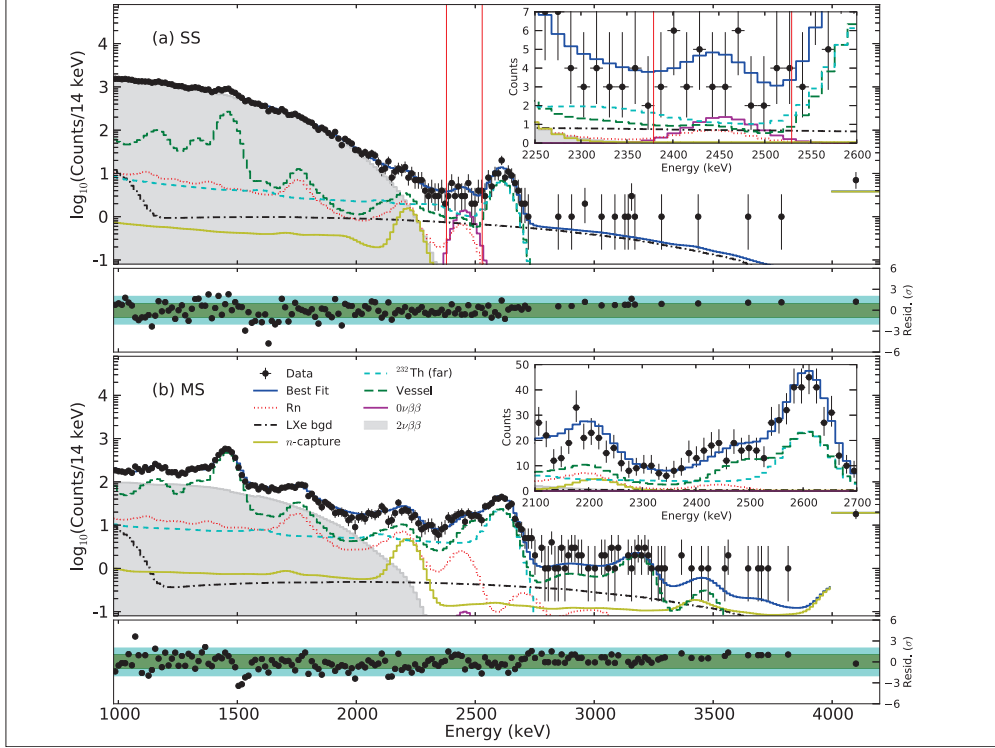 (a) SS
log₁₀(Counts/14 keV)
4
3
2
1
0
-1
Counts
7
6
5
4
3
2
1
0
2250 2300 2350 2400 2450 2500 2550 2600
Energy (keV)
6
3
0
-3
-6
Resid. (σ)
(b) MS
Data
Best Fit
Rn
LXe bgd
n-capture
²³²Th (far)
Vessel
0νββ
2νββ
log₁₀(Counts/14 keV)
4
3
2
1
0
-1
Counts
50
40
30
20
10
0
2100 2200 2300 2400 2500 2600 2700
Energy (keV)
6
3
0
-3
-6
Resid. (σ)
1000 1500 2000 2500 3000 3500 4000
Energy (keV)